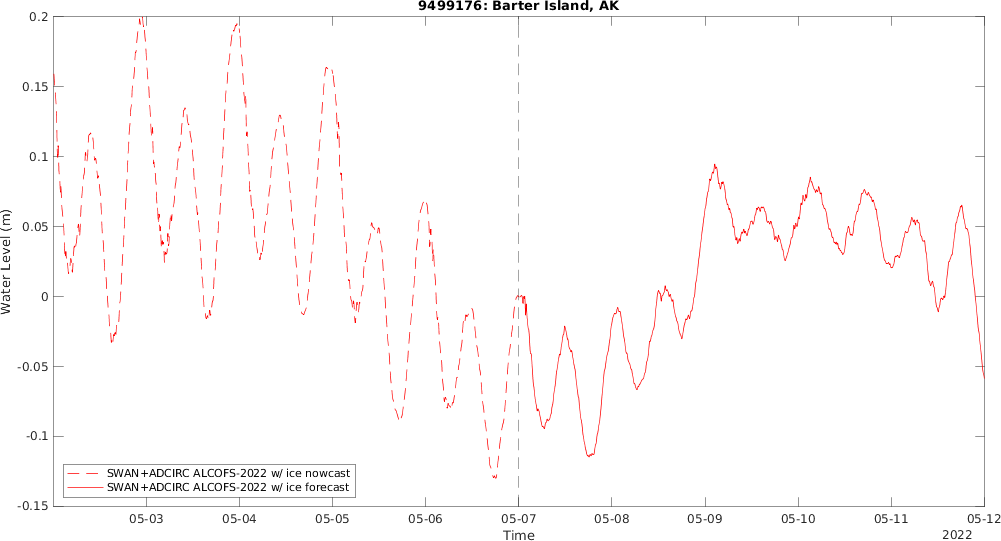 9499176: Barter Island, AK
0.2
0.15
0.1
0.05
0
-0.05
-0.1
-0.15
Water Level (m)
SWAN+ADCIRC ALCOFS-2022 w/ ice nowcast
SWAN+ADCIRC ALCOFS-2022 w/ ice forecast
05-03 05-04 05-05 05-06 05-07 05-08 05-09 05-10 05-11 05-12
Time
2022